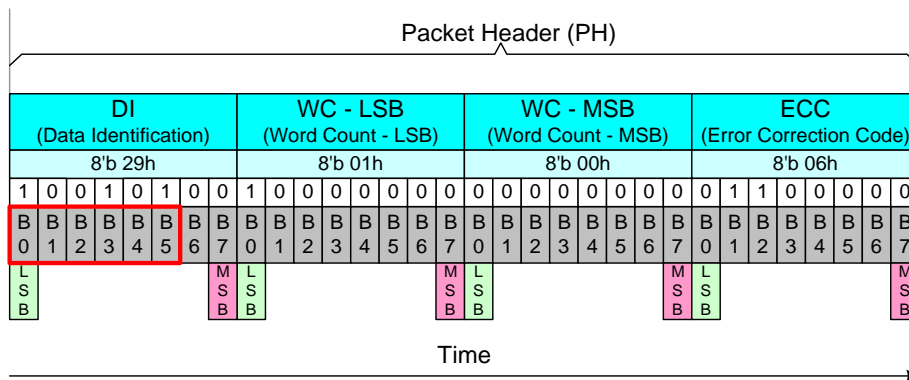 Packet Header (PH)
DI WC - LSB WC - MSB ECC
(Data Identification) (Word Count - LSB) (Word Count - MSB) (Error Correction Code)
8'b 29h 8'b 01h 8'b 00h 8'b 06h
1 0 0 1 0 1 0 0 1 0 0 0 0 0 0 0 0 0 0 0 0 0 0 0 0 1 1 0 0 0 0 0
B B B B B B B B B B B B B B B B B B B B B B B B B B B B B B B B
0 1 2 3 4 5 6 7 0 1 2 3 4 5 6 7 0 1 2 3 4 5 6 7 0 1 2 3 4 5 6 7
L M L M L M L M
S S S S S S S S
B B B B B B B B
Time